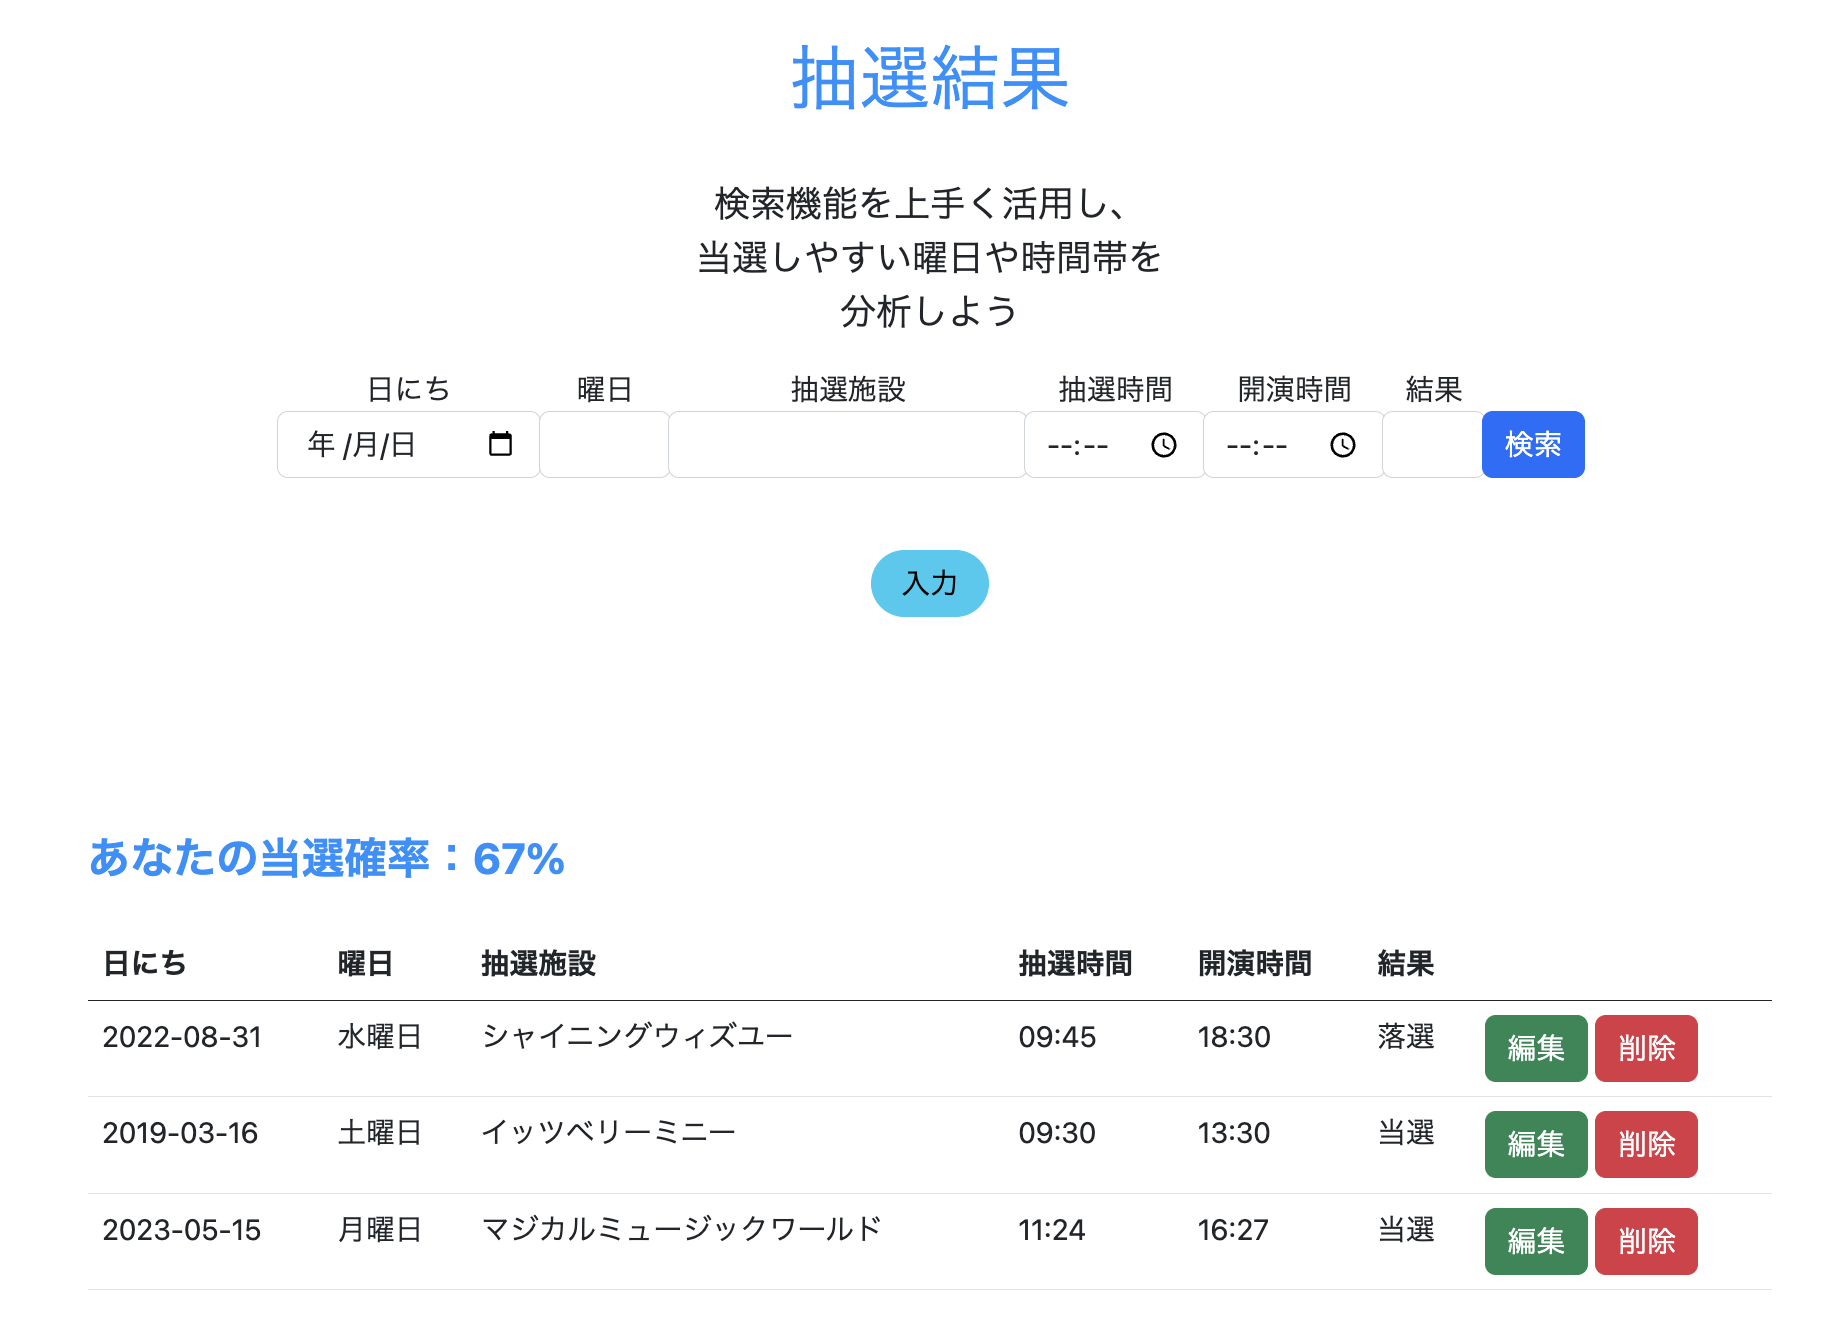 抽選結果
検索機能を上手く活用し、
当選しやすい曜日や時間帯を
分析しよう
日にち 曜日 抽選施設 抽選時間 開演時間 結果
年 /月/日 --:-- --:-- 検索
入力
あなたの当選確率：67%
日にち 曜日 抽選施設 抽選時間 開演時間 結果
2022-08-31 水曜日 シャイニングウィズユー 09:45 18:30 落選 編集 削除
2019-03-16 土曜日 イッツベリーミニー 09:30 13:30 当選 編集 削除
2023-05-15 月曜日 マジカルミュージックワールド 11:24 16:27 当選 編集 削除